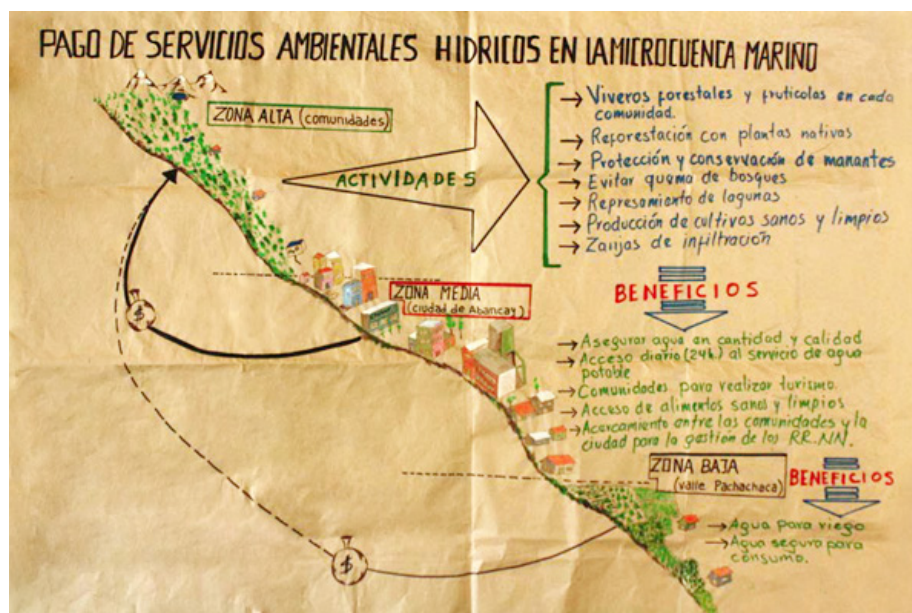 PAGO DE SERVICIOS AMBIENTALES HIDRICOS EN LA MICROCUENCA MARIÑO
ZONA ALTA (comunidades)
ACTIVIDADES
→ Viveros forestales y frutícolas en cada
comunidad.
→ Reforestación con plantas nativas
→ Protección y conservación de manantes
→ Evitar quema de bosques
→ Represamiento de lagunas
→ Producción de cultivos sanos y limpios
→ Zanjas de infiltración
BENEFICIOS
ZONA MEDIA
(ciudad de Abancay)
→ Asegurar agua en cantidad y calidad
→ Acceso diario (24h.) al servicio de agua
potable
→ Comunidades para realizar turismo.
→ Acceso de alimentos sanos y limpios
→ Acercamiento entre las comunidades y la
ciudad para la gestión de los RR.NN.
ZONA BAJA
(valle Pachachaca)
BENEFICIOS
→ Agua para riego
→ Agua segura para
consumo.
$
$